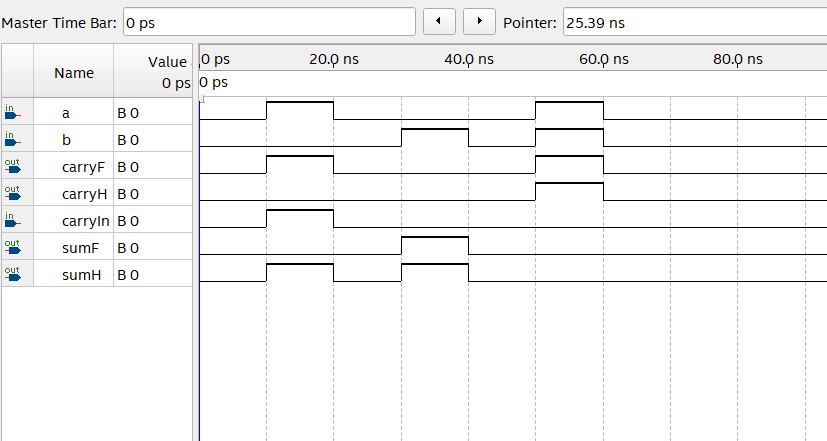 Master Time Bar: 0 ps Pointer: 25.39 ns
Name Value 0 ps
0 ps 20.0 ns 40.0 ns 60.0 ns 80.0 ns
0 ps
in a B 0
in b B 0
out carryF B 0
out carryH B 0
in carryIn B 0
out sumF B 0
out sumH B 0